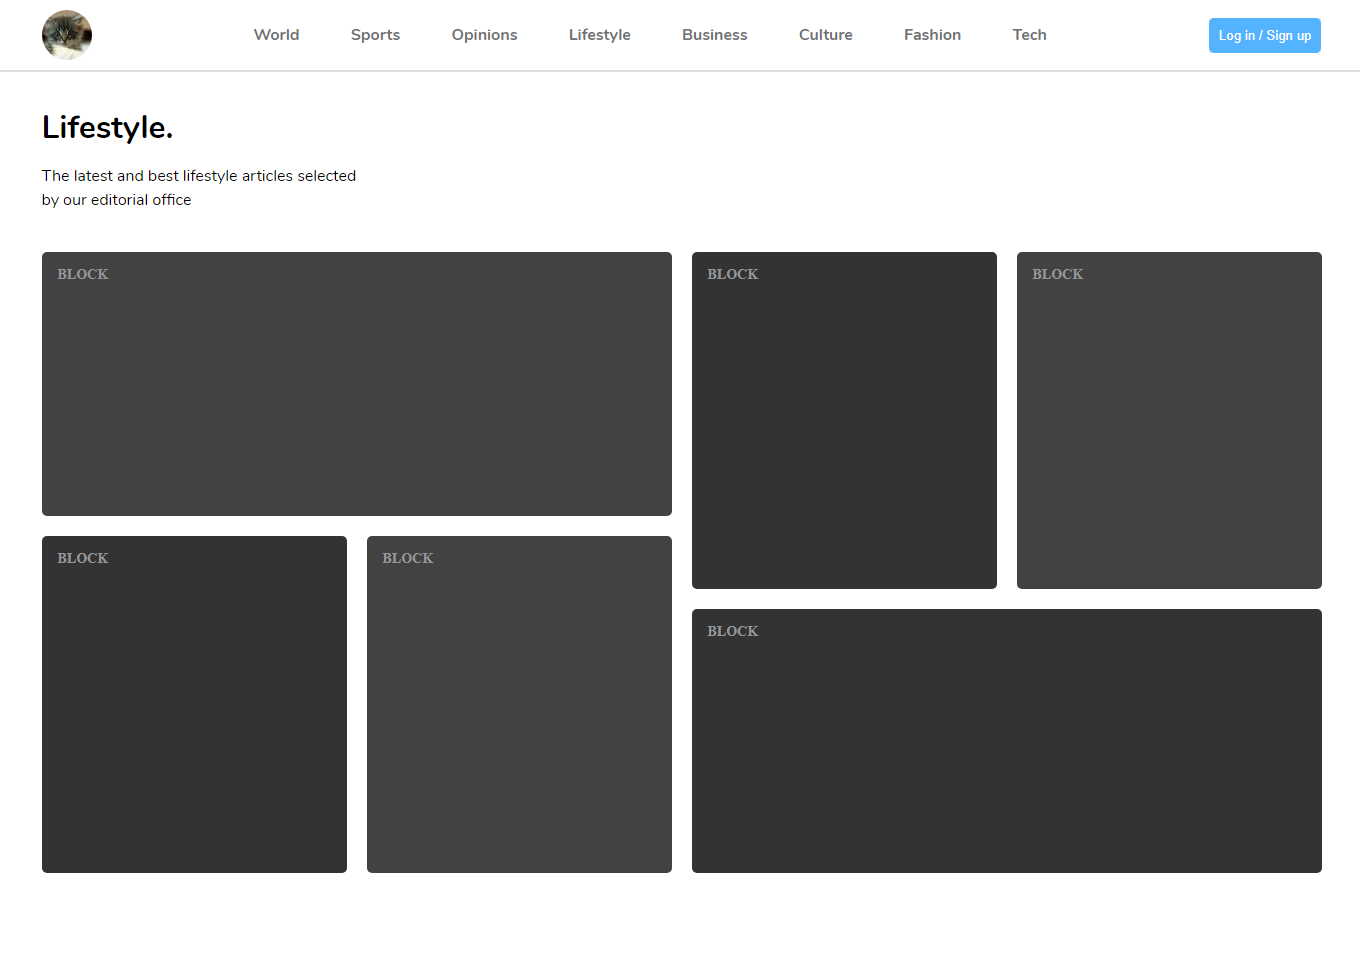 World Sports Opinions Lifestyle Business Culture Fashion Tech Log in / Sign up
Lifestyle.
The latest and best lifestyle articles selected
by our editorial office
BLOCK
BLOCK
BLOCK
BLOCK
BLOCK
BLOCK